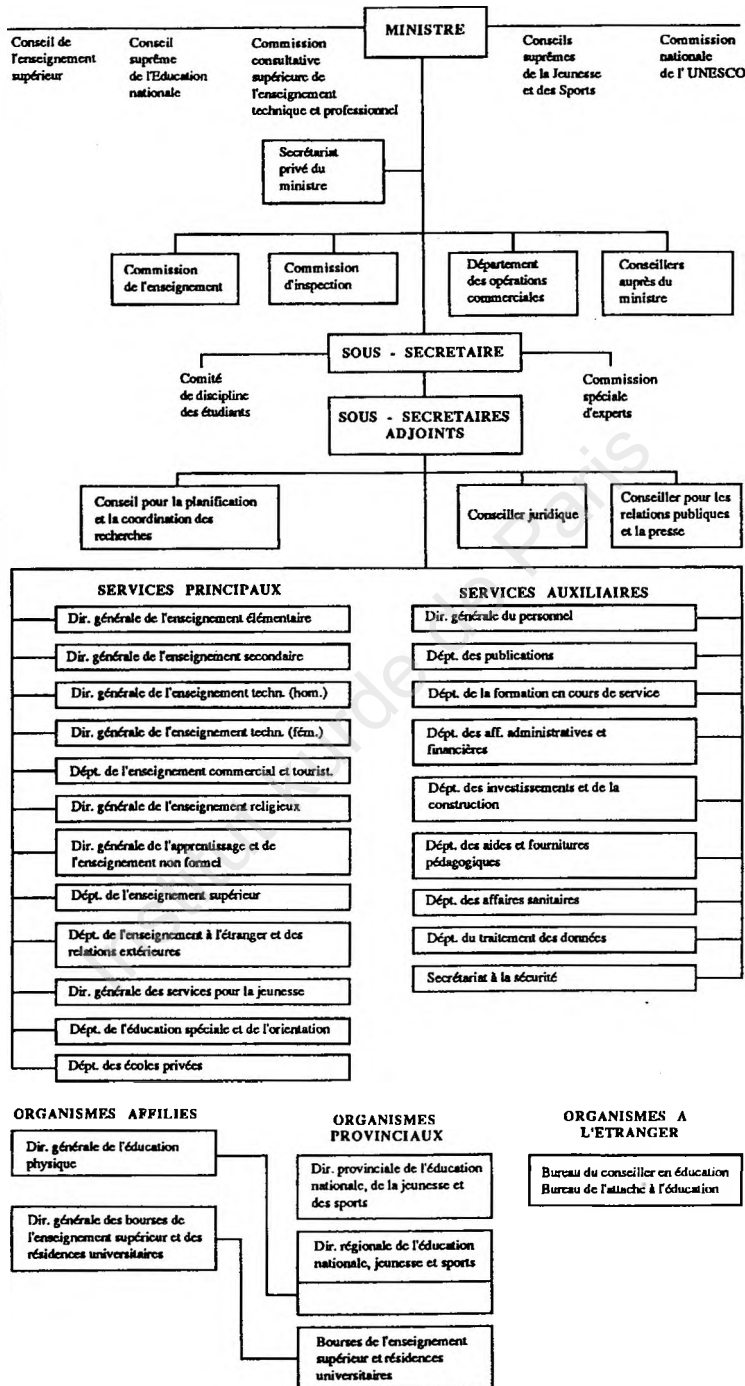 MINISTRE
Conseil de
l'enseignement
supérieur
Conseil
suprême
de l'Education
nationale
Commission
consultative
supérieure de
l'enseignement
technique et professionnel
Conseils
suprêmes
de la Jeunesse
et des Sports
Commission
nationale
de l' UNESCO
Secrétariat
privé du
ministre
Commission
de l'enseignement
Commission
d'inspection
Département
des opérations
commerciales
Conseillers
auprès du
ministre
SOUS - SECRETAIRE
Comité
de discipline
des étudiants
Commission
spéciale
d'experts
SOUS - SECRETAIRES
ADJOINTS
Conseil pour la planification
et la coordination des
recherches
Conseiller juridique
Conseiller pour les
relations publiques
et la presse
SERVICES PRINCIPAUX
Dir. générale de l'enseignement élémentaire
Dir. générale de l'enseignement secondaire
Dir. générale de l'enseignement techn. (hom.)
Dir. générale de l'enseignement techn. (fém.)
Dépt. de l'enseignement commercial et tourist.
Dir. générale de l'enseignement religieux
Dir. générale de l'apprentissage et de
l'enseignement non formel
Dépt. de l'enseignement supérieur
Dépt. de l'enseignement à l'étranger et des
relations extérieures
Dir. générale des services pour la jeunesse
Dépt. de l'éducation spéciale et de l'orientation
Dépt. des écoles privées
SERVICES AUXILIAIRES
Dir. générale du personnel
Dépt. des publications
Dépt. de la formation en cours de service
Dépt. des aff. administratives et
financières
Dépt. des investissements et de la
construction
Dépt. des aides et fournitures
pédagogiques
Dépt. des affaires sanitaires
Dépt. du traitement des données
Secrétariat à la sécurité
ORGANISMES AFFILIES
Dir. générale de l'éducation
physique
Dir. générale des bourses de
l'enseignement supérieur et des
résidences universitaires
ORGANISMES
PROVINCIAUX
Dir. provinciale de l'éducation
nationale, de la jeunesse et
des sports
Dir. régionale de l'éducation
nationale, jeunesse et sports
Bourses de l'enseignement
supérieur et résidences
universitaires
ORGANISMES A
L'ETRANGER
Bureau du conseiller en éducation
Bureau de l'attaché à l'éducation
Institut kurde de Paris